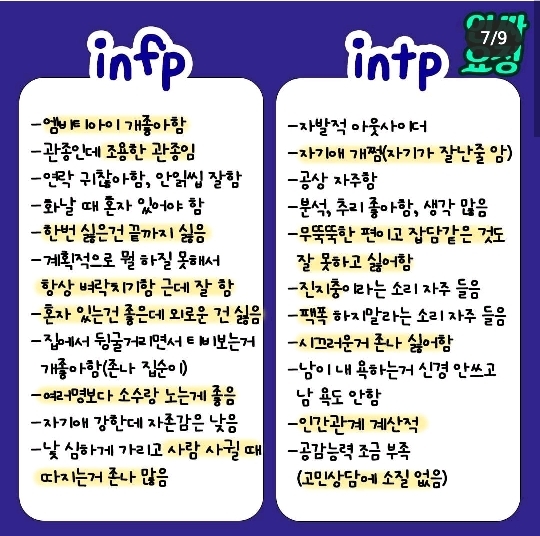 7/9
infp
-엠비티아이 개좋아함
-관종인데 조용한 관종임
-연락 귀찮아함, 안읽씹 잘함
-화날 때 혼자 있어야 함
-한번 싫은건 끝까지 싫음
-계획적으로 뭘 하질 못해서
항상 벼락치기함 근데 잘 함
-혼자 있는건 좋은데 외로운 건 싫음
-집에서 뒹굴거리면서 티비보는거
개좋아함(존나 집순이)
-여러명보다 소수랑 노는게 좋음
-자기애 강한데 자존감은 낮음
-낯 심하게 가리고 사람 사귈 때
따지는거 존나 많음
intp
-자발적 아웃사이더
-자기애 개쩜(자기가 잘난줄 암)
-공상 자주함
-분석, 추리 좋아함, 생각 많음
-무뚝뚝한 편이고 잡담같은 것도
잘 못하고 싫어함
-진지충이라는 소리 자주 들음
-팩폭 하지말라는 소리 자주 들음
-시끄러운거 존나 싫어함
-남이 내 욕하는거 신경 안쓰고
남 욕도 안함
-인간관계 계산적
-공감능력 조금 부족
(고민상담에 소질 없음)